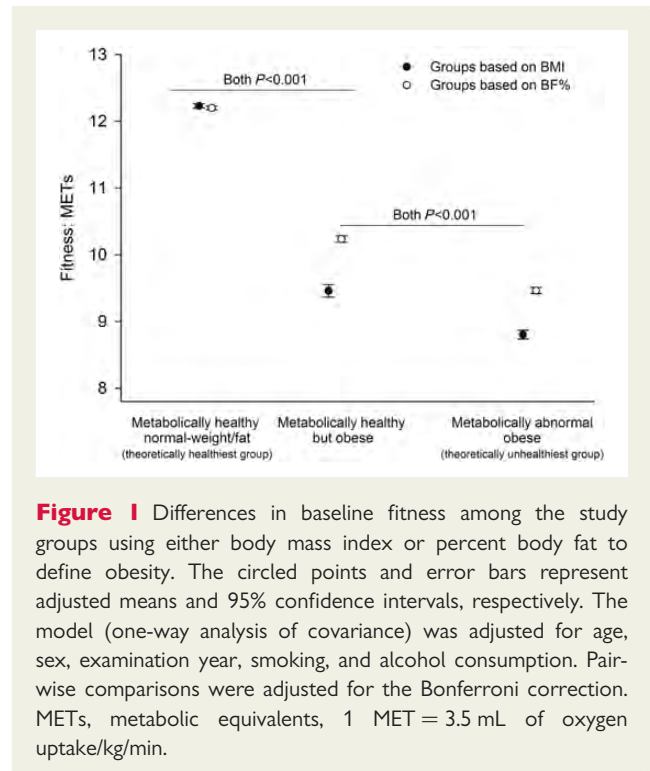 13
12
11
10
9
8
Fitness: METs
Both P<0.001
Groups based on BMI
Groups based on BF%
Both P<0.001
Metabolically healthy
normal-weight/fat
(theoretically healthiest group)
Metabolically healthy
but obese
Metabolically abnormal
obese
(theoretically unhealthiest group)
Figure 1 Differences in baseline fitness among the study
groups using either body mass index or percent body fat to
define obesity. The circled points and error bars represent
adjusted means and 95% confidence intervals, respectively. The
model (one-way analysis of covariance) was adjusted for age,
sex, examination year, smoking, and alcohol consumption. Pair-
wise comparisons were adjusted for the Bonferroni correction.
METs, metabolic equivalents, 1 MET = 3.5 mL of oxygen
uptake/kg/min.